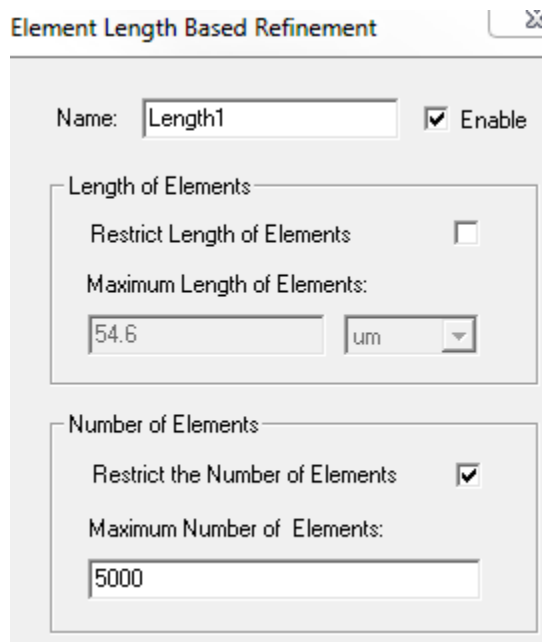 Element Length Based Refinement
Name: Length1 Enable
Length of Elements
Restrict Length of Elements
Maximum Length of Elements:
54.6 um
Number of Elements
Restrict the Number of Elements
Maximum Number of Elements:
5000